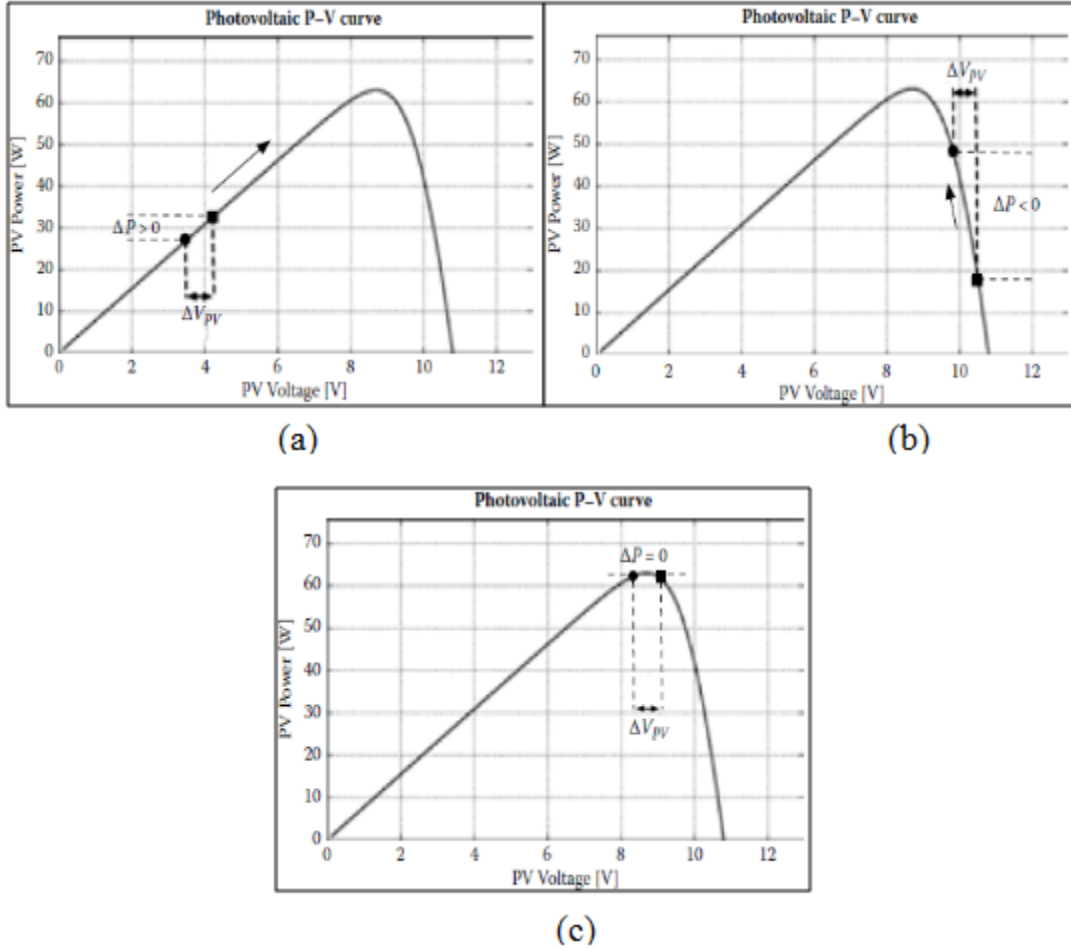 Photovoltaic P–V curve
PV Power [W]
70
60
50
40
30
20
10
0
ΔP > 0
ΔV_PV
0 2 4 6 8 10 12
PV Voltage [V]
(a)
Photovoltaic P–V curve
PV Power [W]
70
60
50
40
30
20
10
0
ΔV_PV
ΔP < 0
0 2 4 6 8 10 12
PV Voltage [V]
(b)
Photovoltaic P–V curve
PV Power [W]
70
60
50
40
30
20
10
0
ΔP = 0
ΔV_PV
0 2 4 6 8 10 12
PV Voltage [V]
(c)